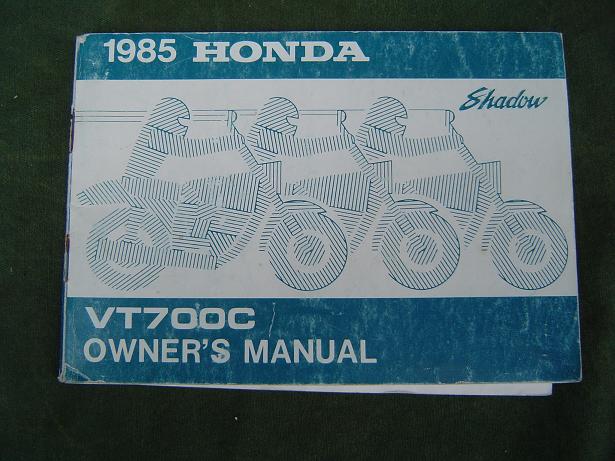 1985 HONDA
Shadow
VT700C
OWNER'S MANUAL